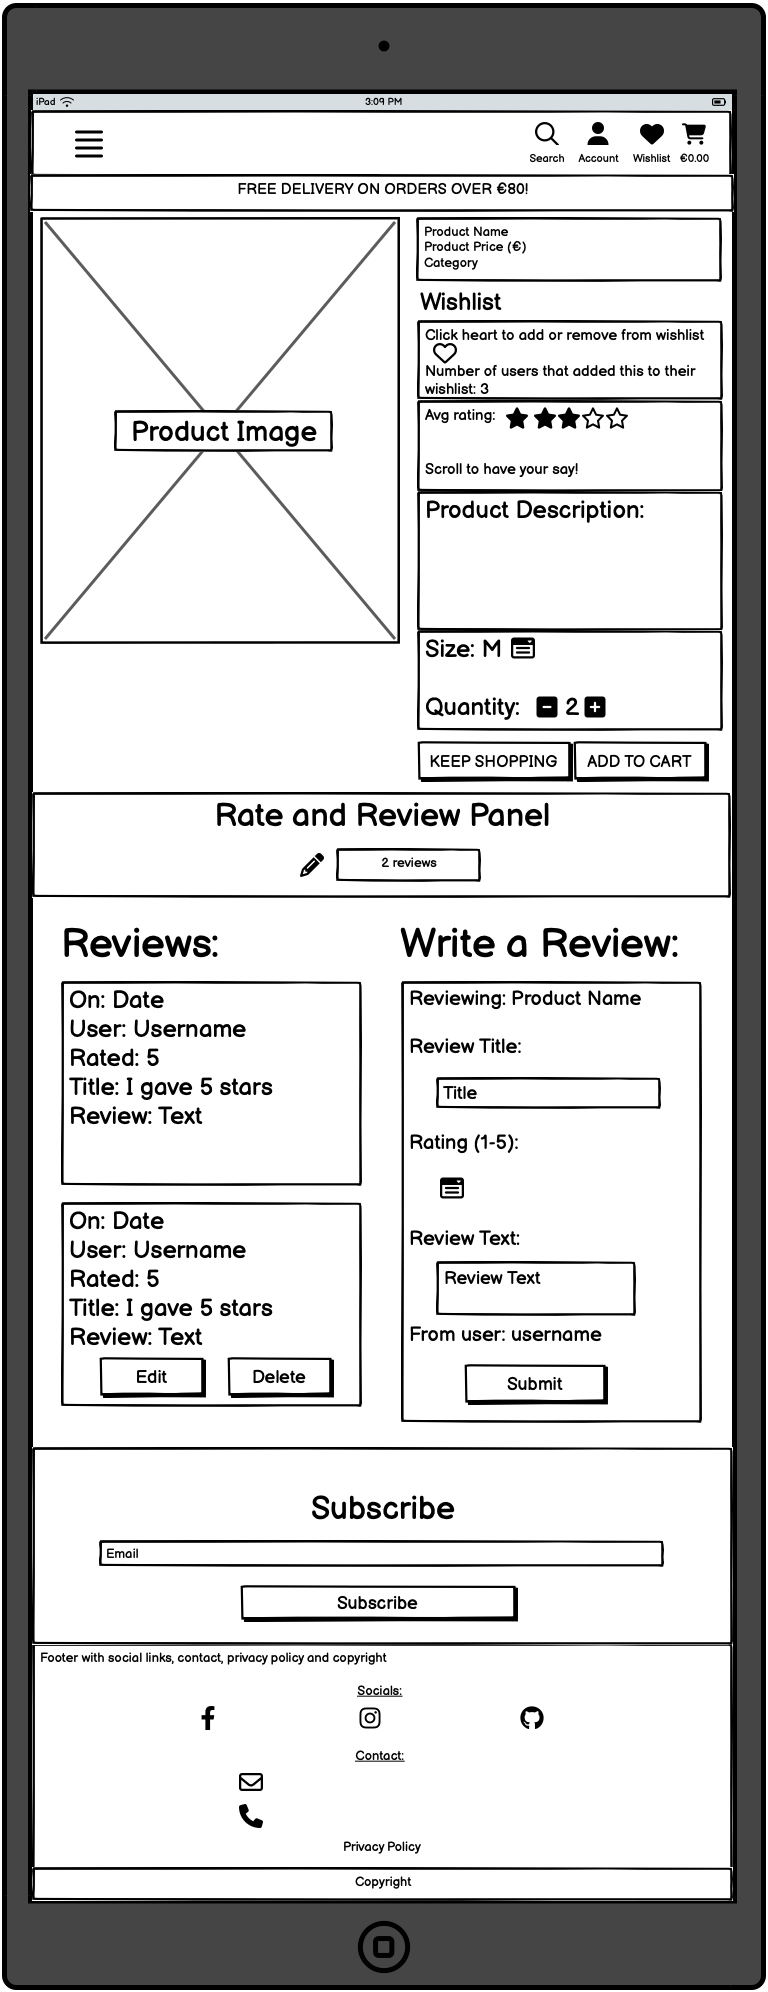 iPad
3:09 PM
Search
Account
Wishlist
€0.00
FREE DELIVERY ON ORDERS OVER €80!
Product Image
Product Name
Product Price (€)
Category
Wishlist
Click heart to add or remove from wishlist
Number of users that added this to their
wishlist: 3
Avg rating:
Scroll to have your say!
Product Description:
Size: M
Quantity: 2
KEEP SHOPPING
ADD TO CART
Rate and Review Panel
2 reviews
Reviews:
On: Date
User: Username
Rated: 5
Title: I gave 5 stars
Review: Text
On: Date
User: Username
Rated: 5
Title: I gave 5 stars
Review: Text
Edit
Delete
Write a Review:
Reviewing: Product Name
Review Title:
Title
Rating (1-5):
Review Text:
Review Text
From user: username
Submit
Subscribe
Email
Subscribe
Footer with social links, contact, privacy policy and copyright
Socials:
Contact:
Privacy Policy
Copyright